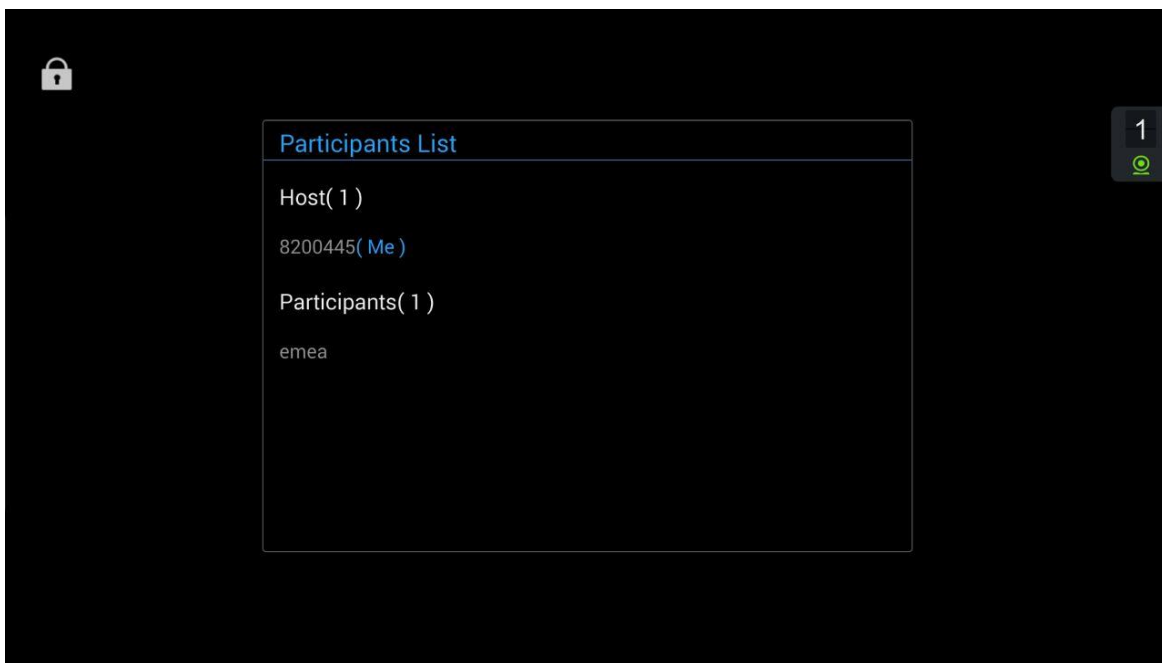 Participants List
1
Host( 1 )
8200445( Me )
Participants( 1 )
emea